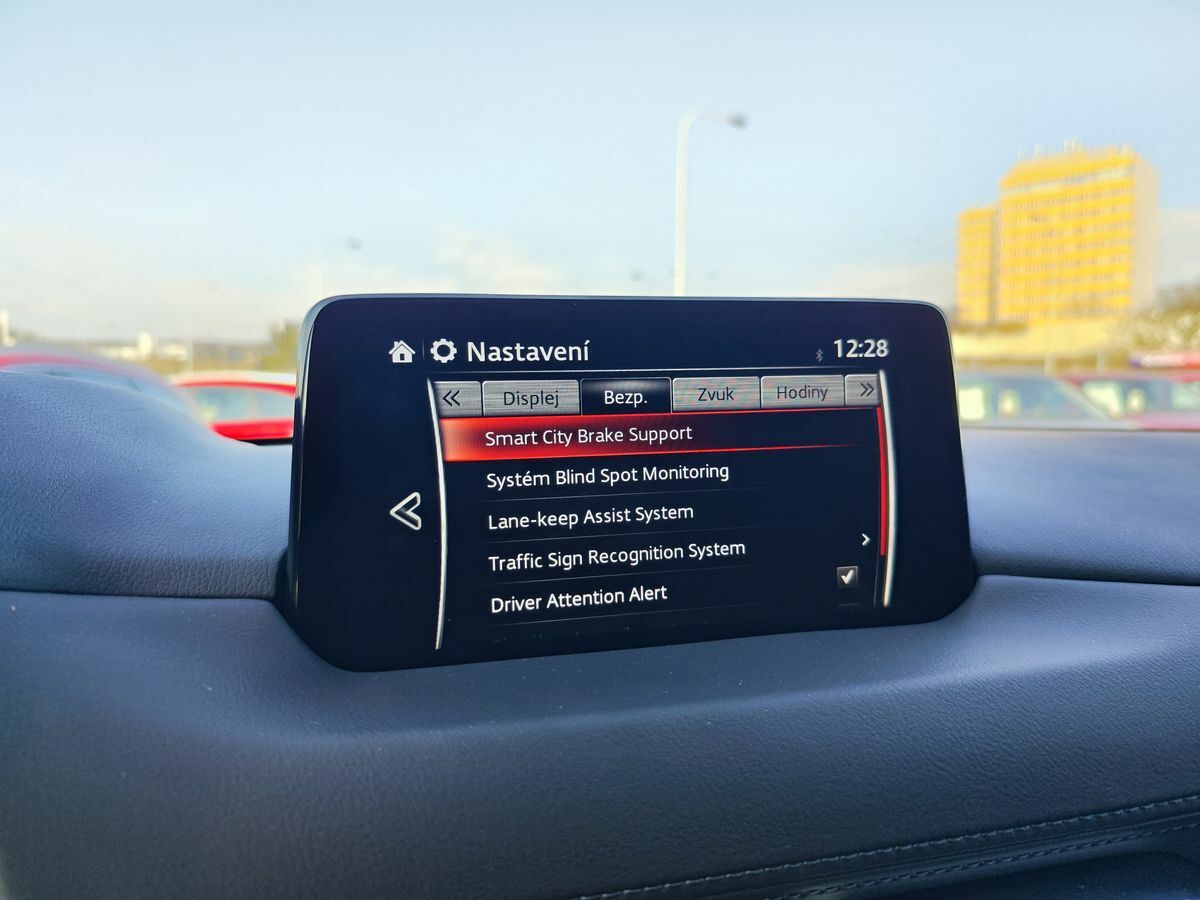 Nastavení 12:28
Displej Bezp. Zvuk Hodiny
Smart City Brake Support
Systém Blind Spot Monitoring
Lane-keep Assist System
Traffic Sign Recognition System
Driver Attention Alert